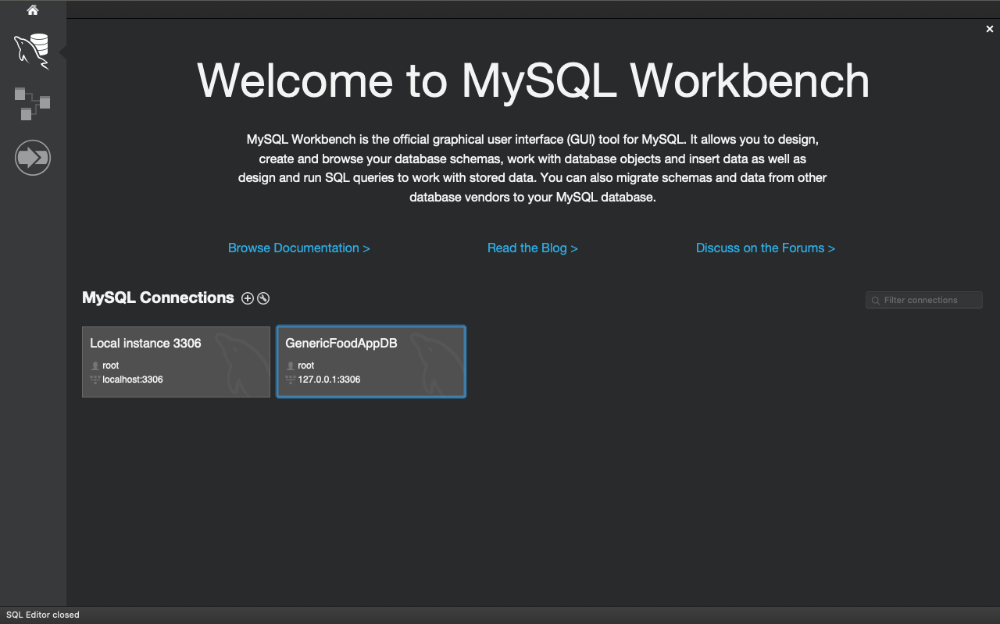 Welcome to MySQL Workbench
MySQL Workbench is the official graphical user interface (GUI) tool for MySQL. It allows you to design,
create and browse your database schemas, work with database objects and insert data as well as
design and run SQL queries to work with stored data. You can also migrate schemas and data from other
database vendors to your MySQL database.
Browse Documentation >
Read the Blog >
Discuss on the Forums >
MySQL Connections
Filter connections
Local instance 3306
root
localhost:3306
GenericFoodAppDB
root
127.0.0.1:3306
SQL Editor closed